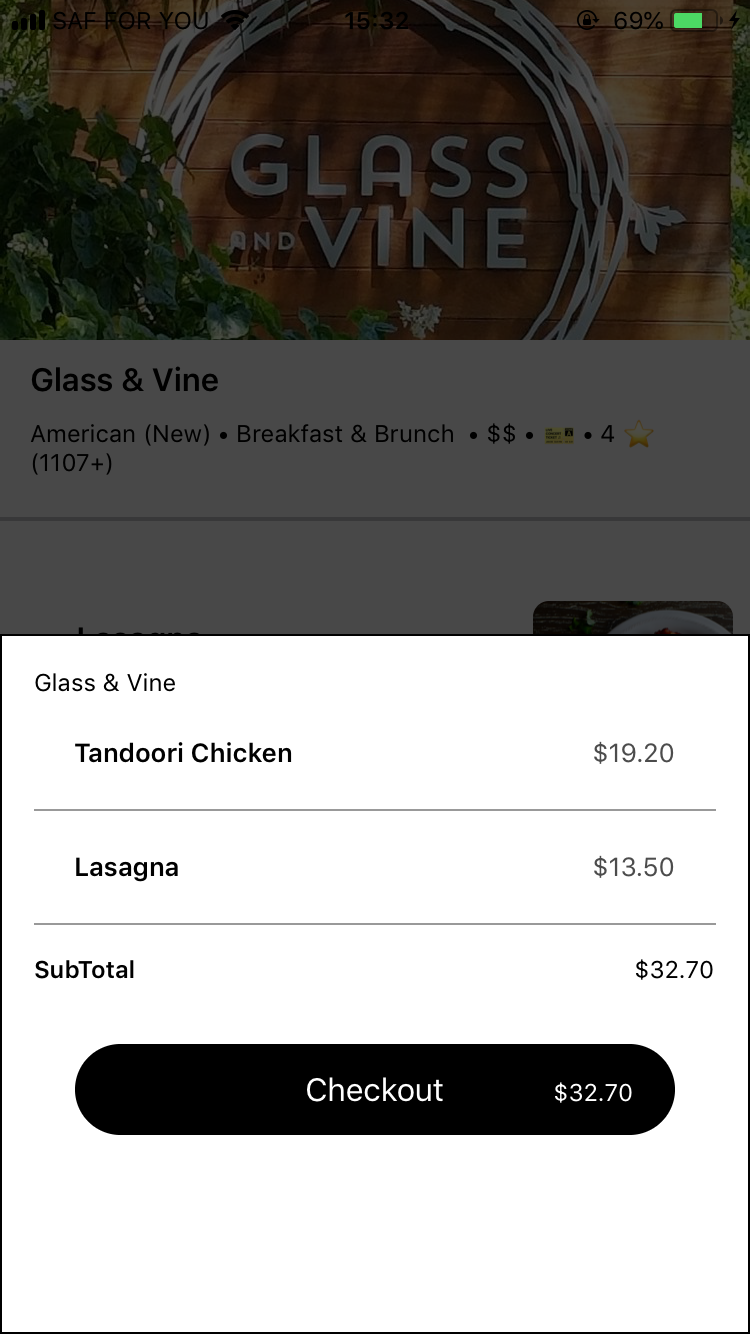 SAF FOR YOU 15:32 69%
GLASS
AND VINE
Glass & Vine
American (New) • Breakfast & Brunch • $$ • 🎫 • 4 ⭐
(1107+)
Lasagna
Glass & Vine
Tandoori Chicken $19.20
Lasagna $13.50
SubTotal $32.70
Checkout $32.70